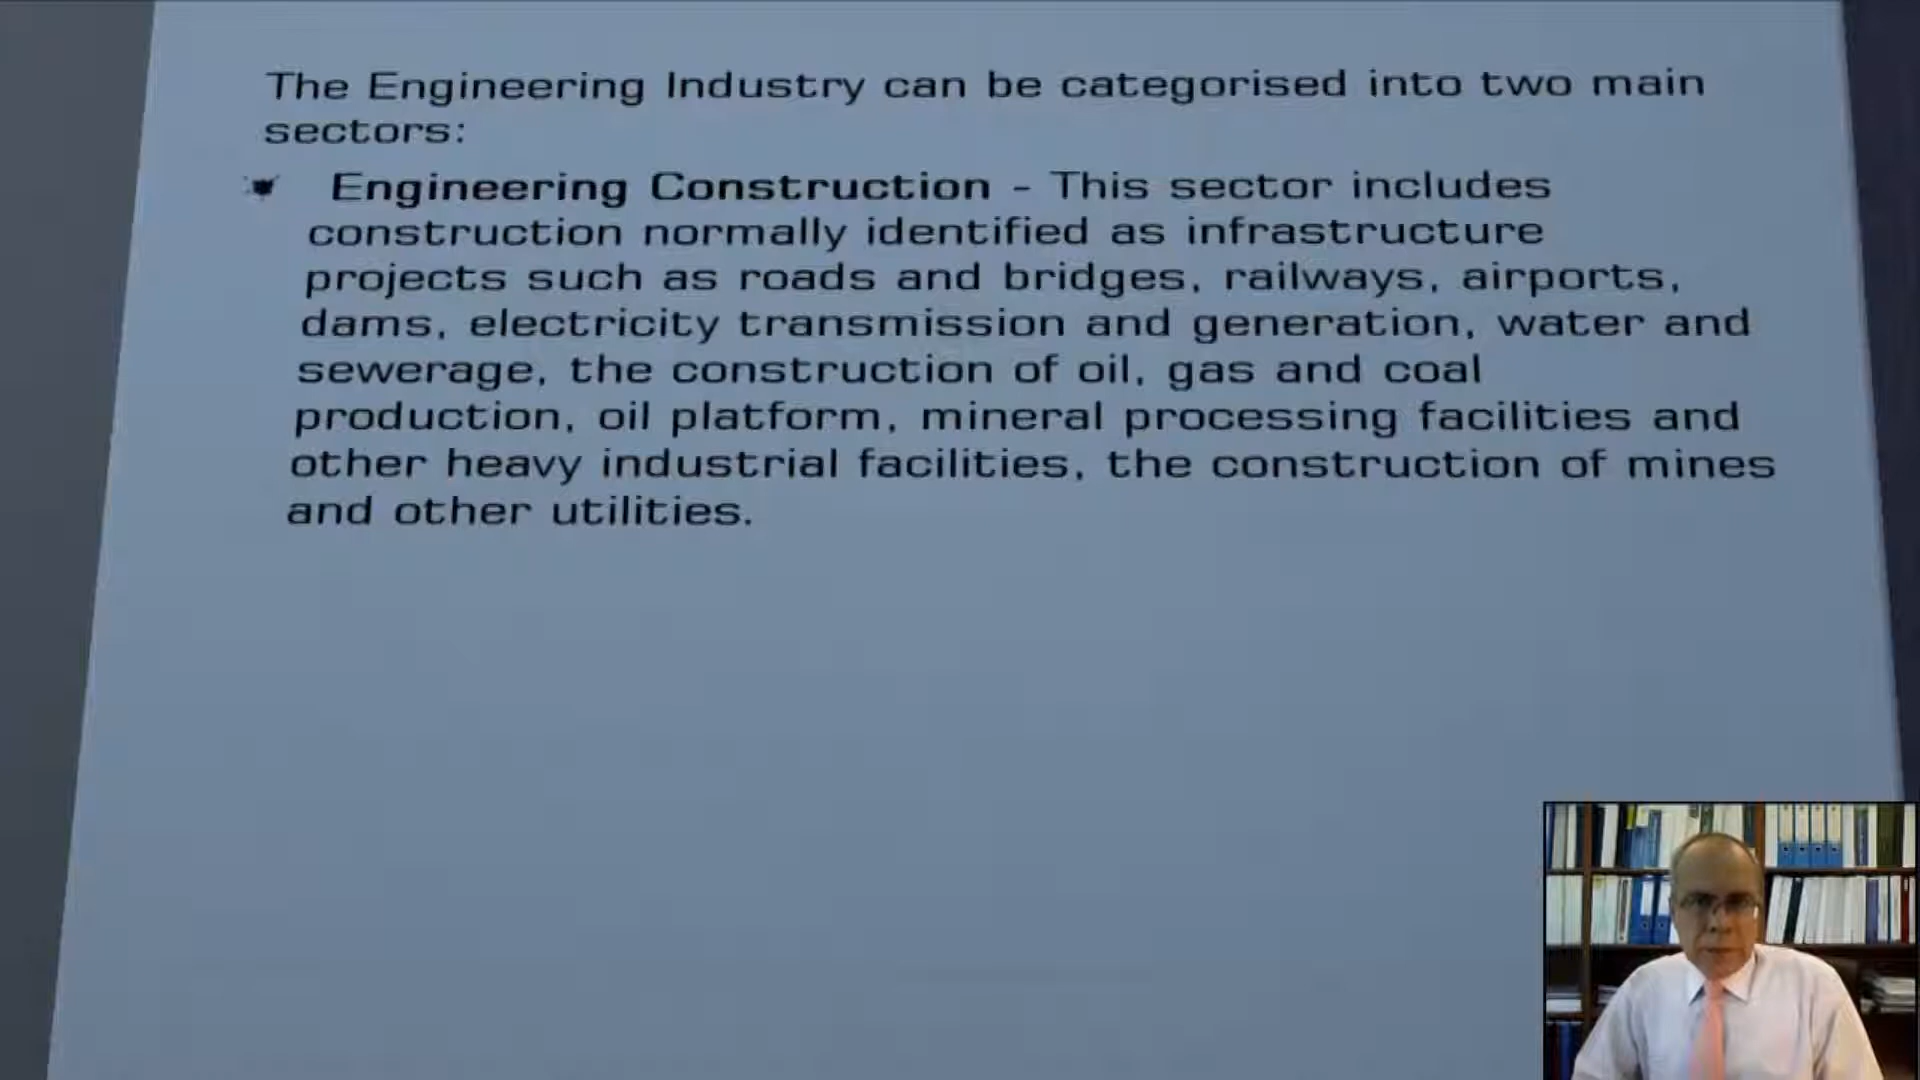 The Engineering Industry can be categorised into two main
sectors:
Engineering Construction - This sector includes
construction normally identified as infrastructure
projects such as roads and bridges, railways, airports,
dams, electricity transmission and generation, water and
sewerage, the construction of oil, gas and coal
production, oil platform, mineral processing facilities and
other heavy industrial facilities, the construction of mines
and other utilities.